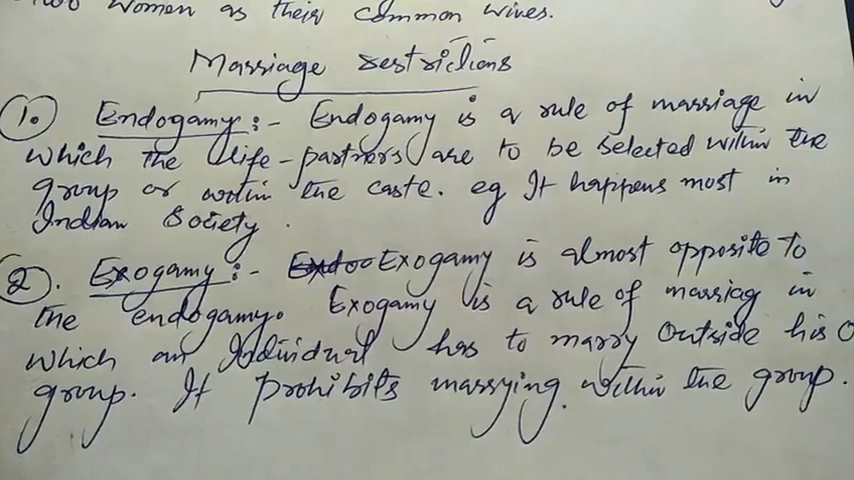 women as their common wives.
Marriage restrictions
1. Endogamy :- Endogamy is a rule of marriage in
which the life-partners are to be selected within the
group or within the caste. eg It happens most in
Indian Society
2. Exogamy :- Exogamy is almost opposite to
the endogamy. Exogamy is a rule of marriag in
which an Individual has to marry outside his
group. It prohibits marrying within the group.